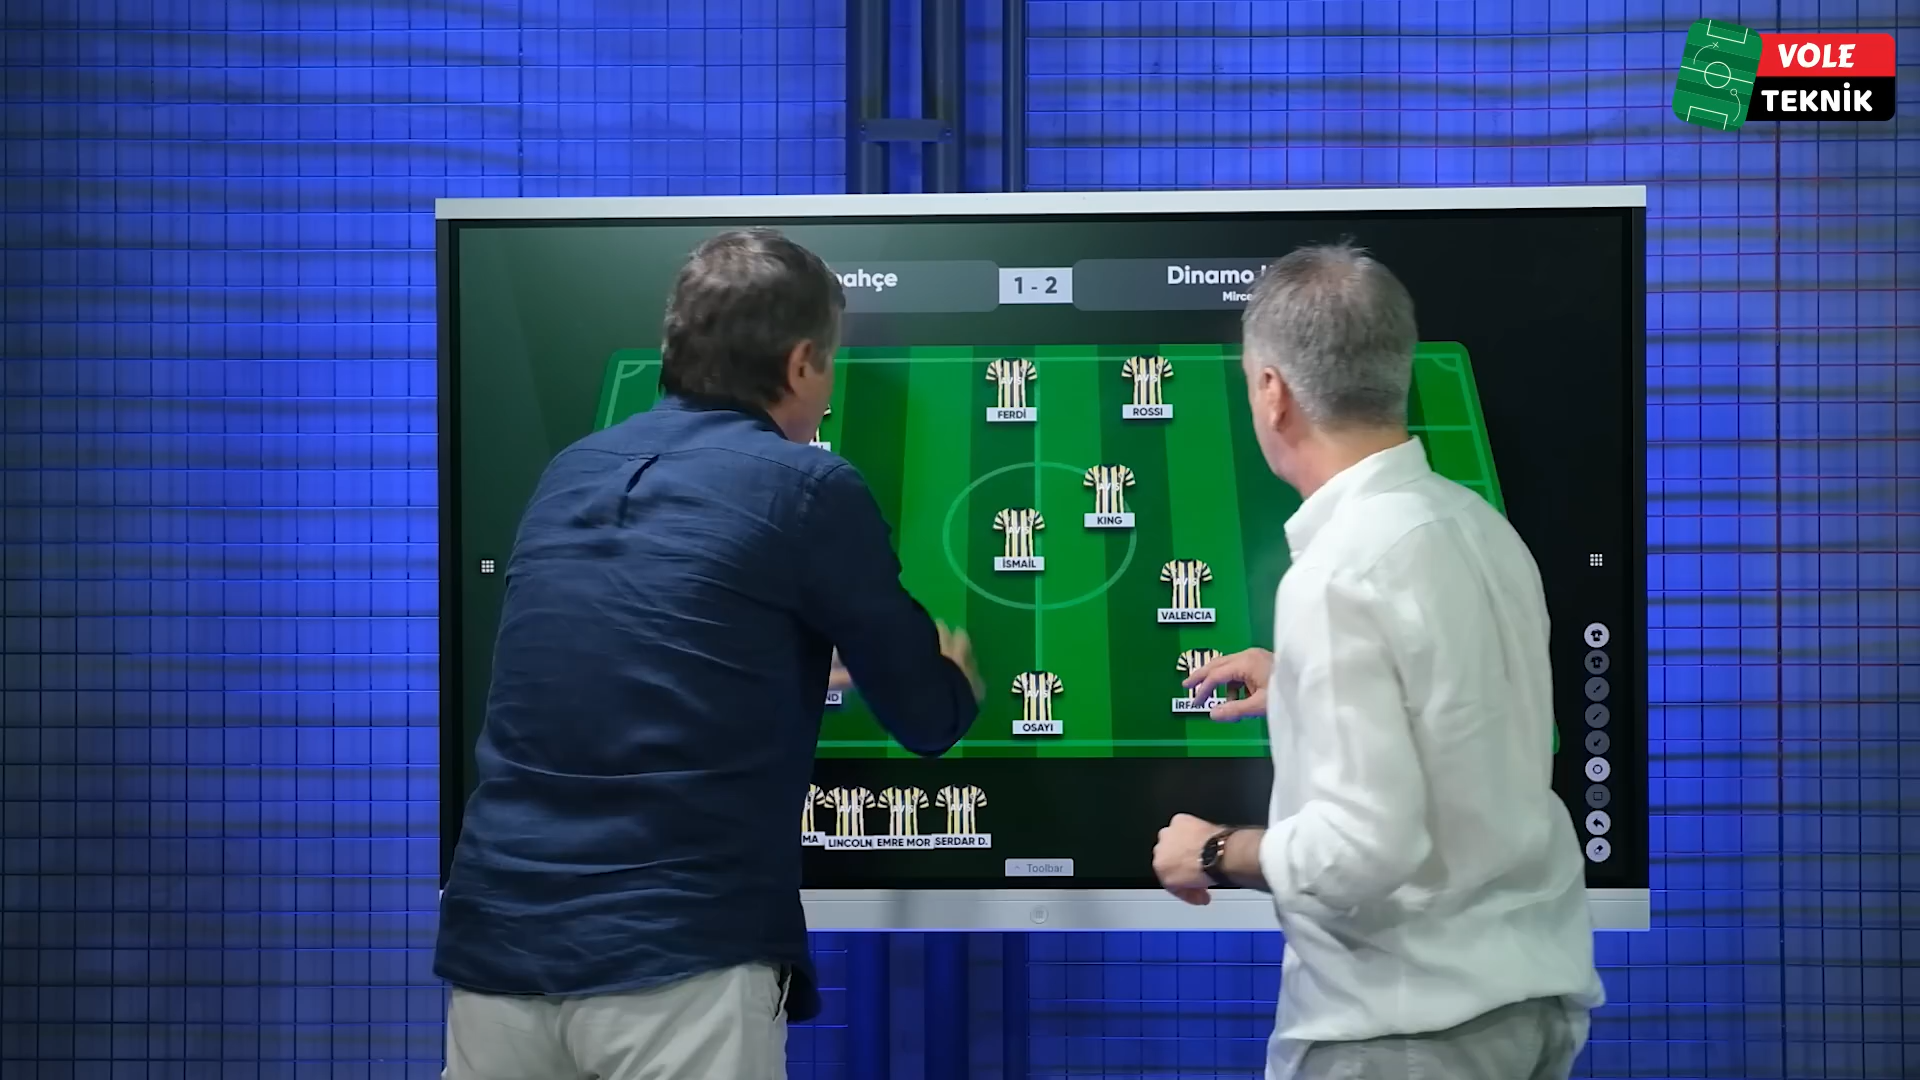 VOLE
TEKNİK
1 - 2
Dinamo
FERDİ
ROSSI
KING
İSMAİL
VALENCIA
OSAYI
LINCOLN
EMRE MOR
SERDAR D.
Toolbar